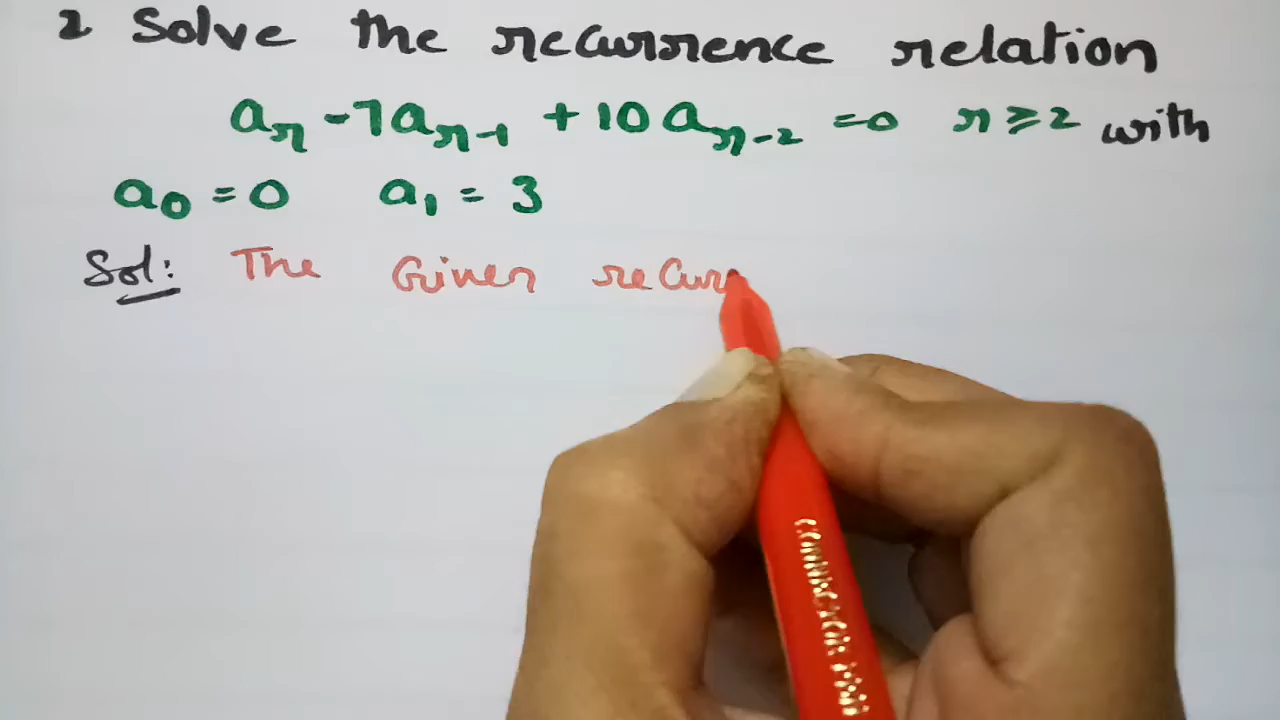 2 Solve the recurrence relation
aₙ - 7aₙ₋₁ + 10aₙ₋₂ = 0 n ≥ 2 with
a₀ = 0 a₁ = 3
Sol: The Given recurr